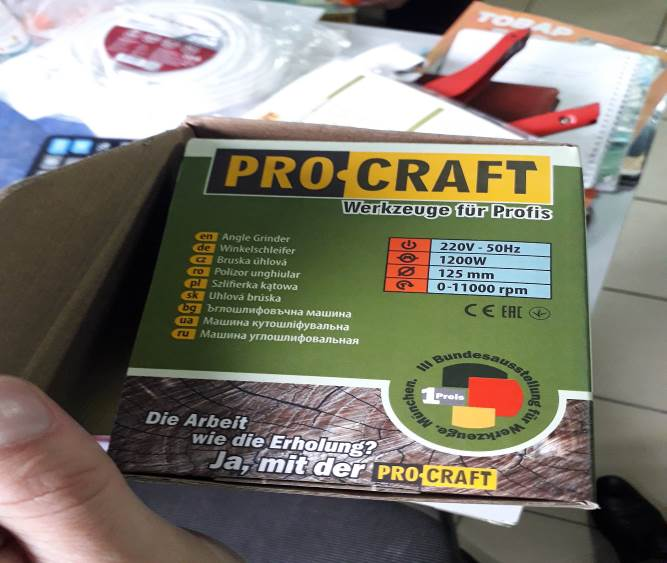 ТОВАР
PRO·CRAFT
Werkzeuge für Profis
en Angle Grinder
de Winkelschleifer
cz Bruska úhlová
ro Polizor unghiular
pl Szlifierka kątowa
sk Uhlová brúska
bg Ъглошлифовъчна машина
ua Машина кутошліфувальна
ru Машина углошлифовальная
220V - 50Hz
1200W
125 mm
0-11000 rpm
CE EAC
III Bundesausstellung für Werkzeuge. München.
1 Preis
Die Arbeit
wie die Erholung?
Ja, mit der PRO·CRAFT